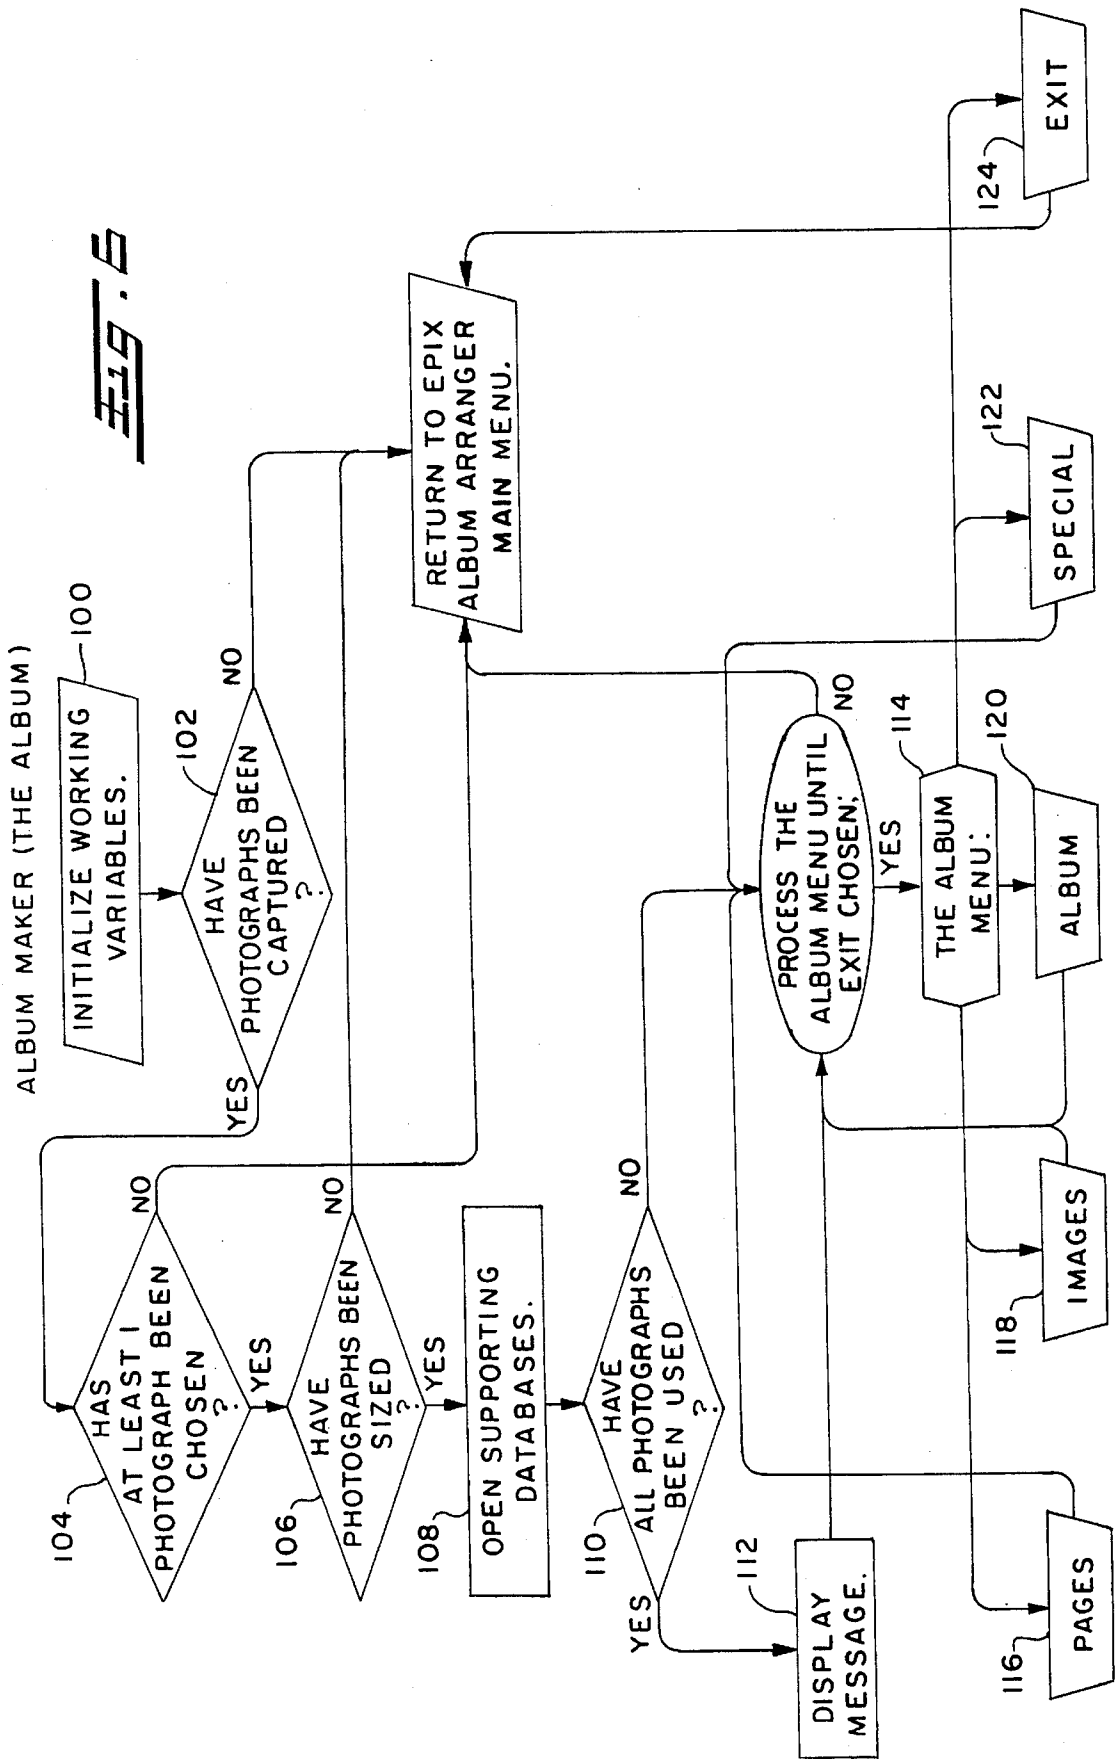 ALBUM MAKER (THE ALBUM)
Fig. 6
INITIALIZE WORKING
VARIABLES.
100
HAVE
PHOTOGRAPHS BEEN
CAPTURED
?
102
YES
NO
HAS
AT LEAST 1
PHOTOGRAPH BEEN
CHOSEN
?
104
NO
YES
HAVE
PHOTOGRAPHS BEEN
SIZED
?
106
NO
YES
RETURN TO EPIX
ALBUM ARRANGER
MAIN MENU.
OPEN SUPPORTING
DATABASES.
108
HAVE
ALL PHOTOGRAPHS
BEEN USED
?
110
YES
NO
DISPLAY
MESSAGE.
112
PROCESS THE
ALBUM MENU UNTIL
EXIT CHOSEN;
NO
YES
THE ALBUM
MENU:
114
PAGES
116
IMAGES
118
ALBUM
120
SPECIAL
122
EXIT
124